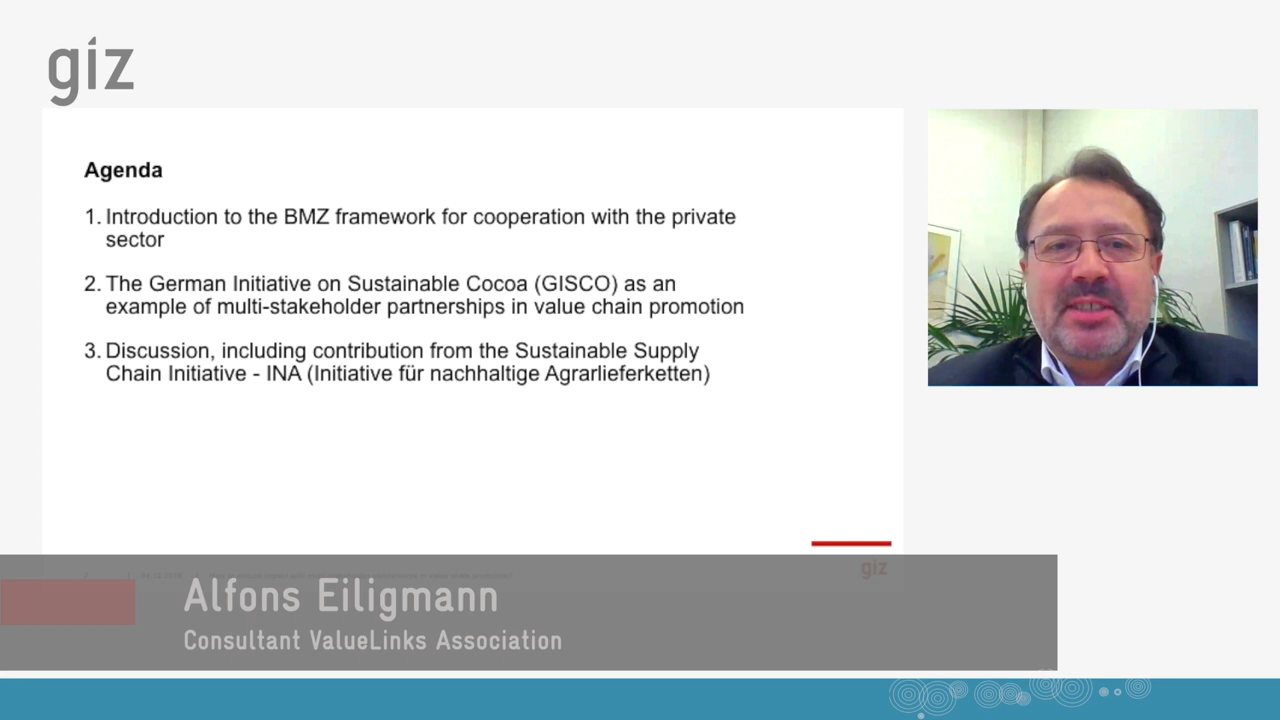 giz
Agenda
1. Introduction to the BMZ framework for cooperation with the private
sector
2. The German Initiative on Sustainable Cocoa (GISCO) as an
example of multi-stakeholder partnerships in value chain promotion
3. Discussion, including contribution from the Sustainable Supply
Chain Initiative - INA (Initiative für nachhaltige Agrarlieferketten)
giz
Alfons Eiligmann
Consultant ValueLinks Association